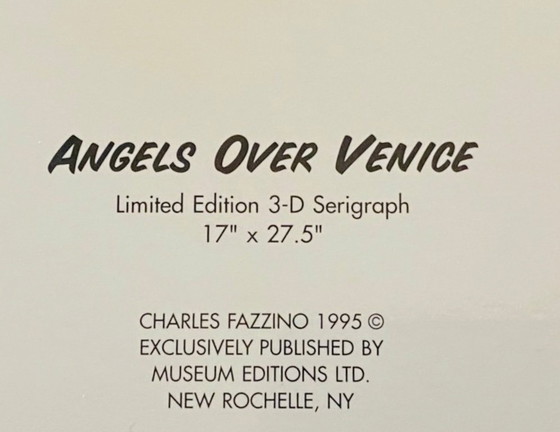 ANGELS OVER VENICE
Limited Edition 3-D Serigraph
17" x 27.5"
CHARLES FAZZINO 1995 ©
EXCLUSIVELY PUBLISHED BY
MUSEUM EDITIONS LTD.
NEW ROCHELLE, NY